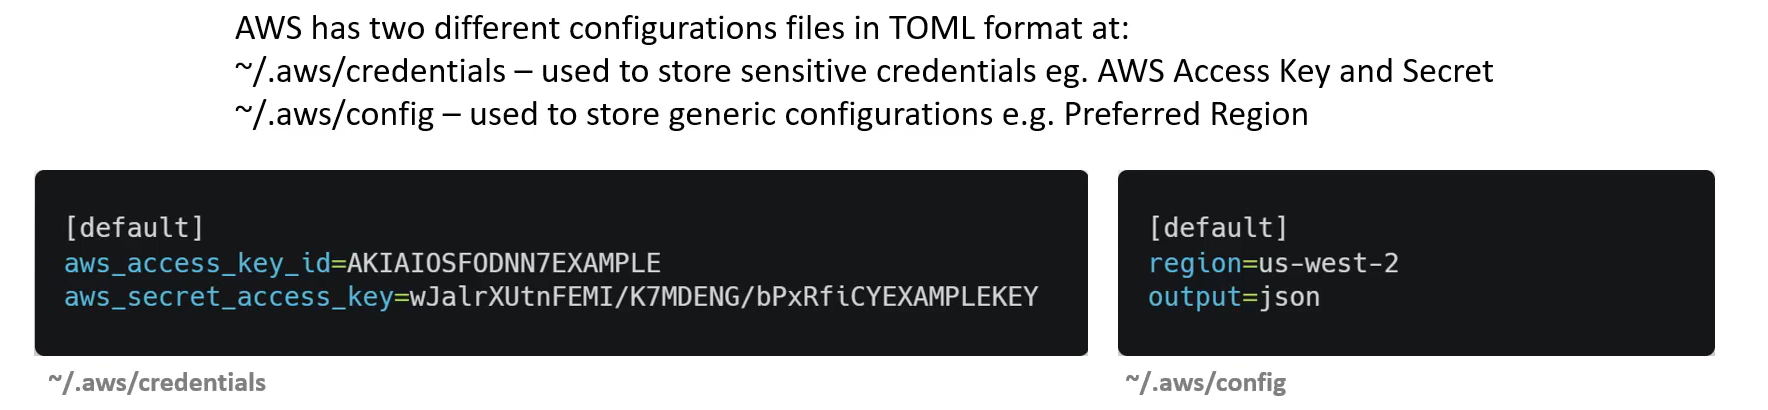 AWS has two different configurations files in TOML format at:
~/.aws/credentials – used to store sensitive credentials eg. AWS Access Key and Secret
~/.aws/config – used to store generic configurations e.g. Preferred Region
[default]
aws_access_key_id=AKIAIOSFODNN7EXAMPLE
aws_secret_access_key=wJalrXUtnFEMI/K7MDENG/bPxRfiCYEXAMPLEKEY
~/.aws/credentials
[default]
region=us-west-2
output=json
~/.aws/config